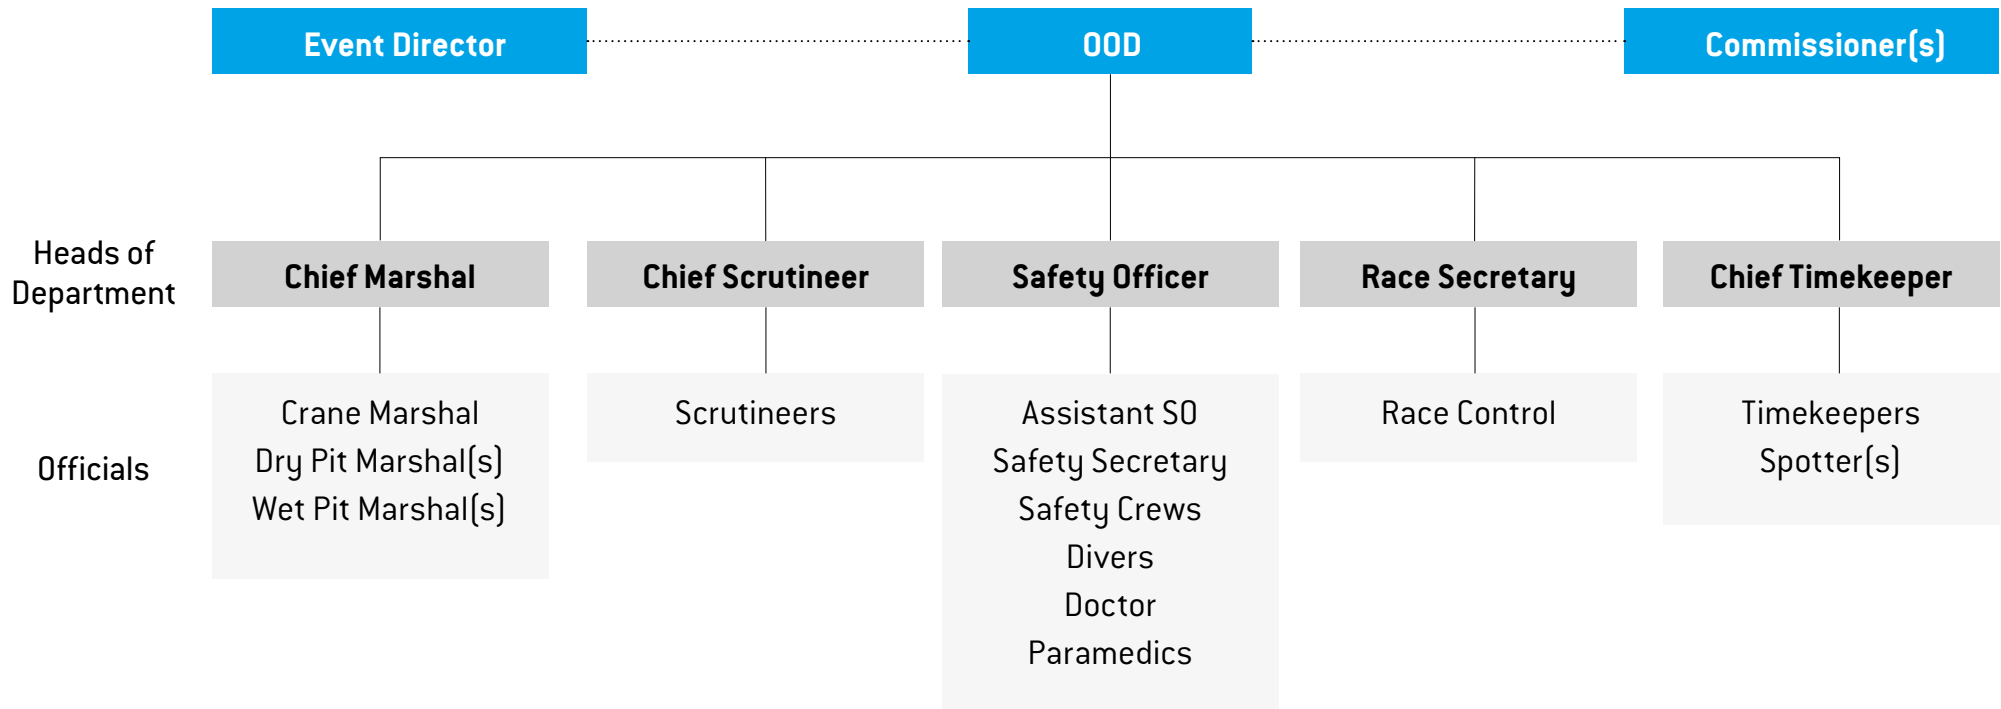 Event Director
OOD
Commissioner(s)
Heads of
Department
Chief Marshal
Chief Scrutineer
Safety Officer
Race Secretary
Chief Timekeeper
Officials
Crane Marshal
Dry Pit Marshal(s)
Wet Pit Marshal(s)
Scrutineers
Assistant SO
Safety Secretary
Safety Crews
Divers
Doctor
Paramedics
Race Control
Timekeepers
Spotter(s)